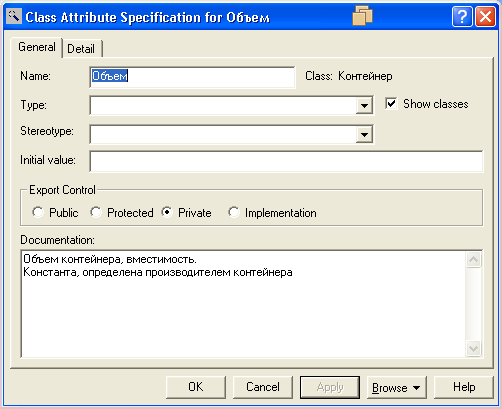 Class Attribute Specification for Объем
General Detail
Name: Объем Class: Контейнер
Type: Show classes
Stereotype:
Initial value:
Export Control
Public Protected Private Implementation
Documentation:
Объем контейнера, вместимость.
Константа, определена производителем контейнера
OK Cancel Apply Browse Help